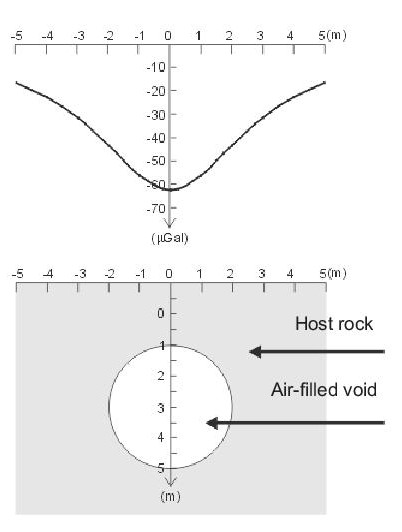 -5 -4 -3 -2 -1 0 1 2 3 4 5(m)
-10
-20
-30
-40
-50
-60
-70
(μGal)
-5 -4 -3 -2 -1 0 1 2 3 4 5(m)
0
Host rock
1
2
Air-filled void
3
4
5
(m)